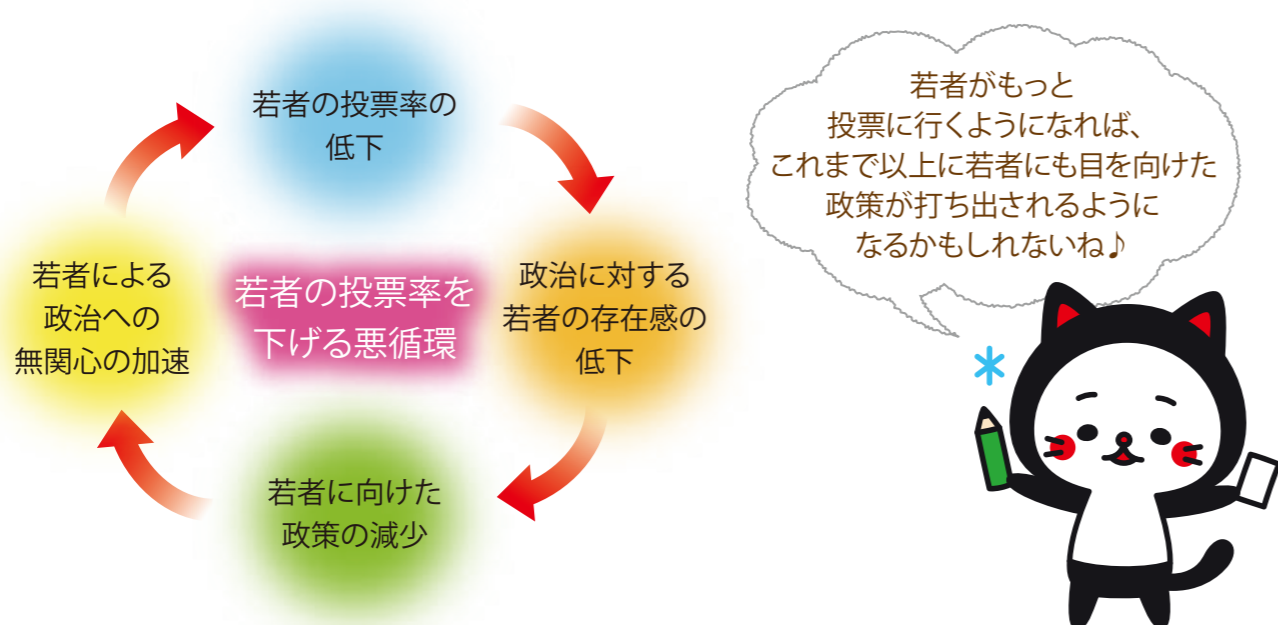 若者の投票率の
低下
政治に対する
若者の存在感の
低下
若者に向けた
政策の減少
若者による
政治への
無関心の加速
若者の投票率を
下げる悪循環
若者がもっと
投票に行くようになれば、
これまで以上に若者にも目を向けた
政策が打ち出されるように
なるかもしれないね♪